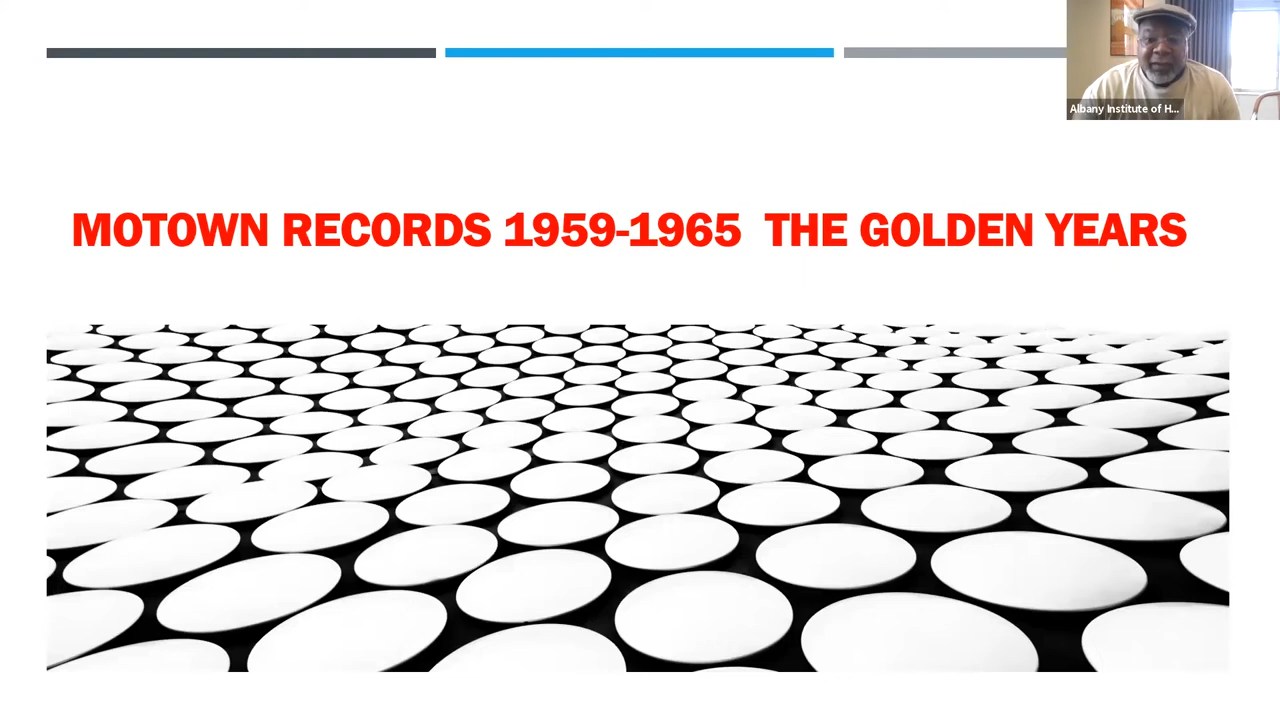 Albany Institute of H...
MOTOWN RECORDS 1959-1965 THE GOLDEN YEARS